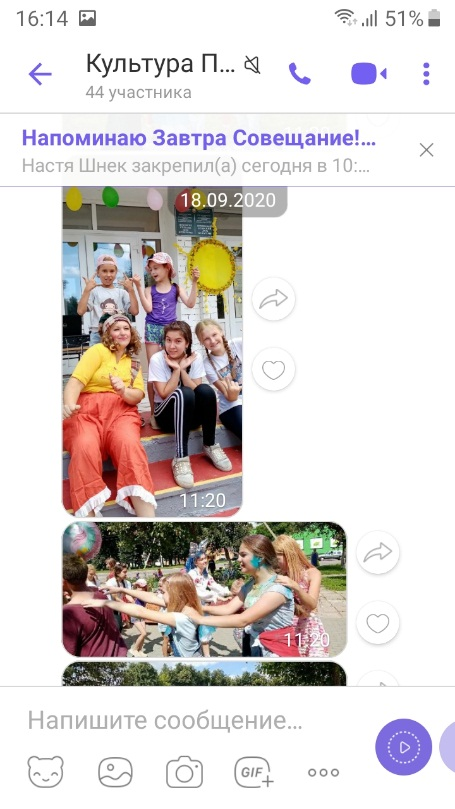 16:14
51%
Культура П...
44 участника
Напоминаю Завтра Совещание!...
Настя Шнек закрепил(а) сегодня в 10:...
18.09.2020
11:20
11:20
Напишите сообщение...
GIF+